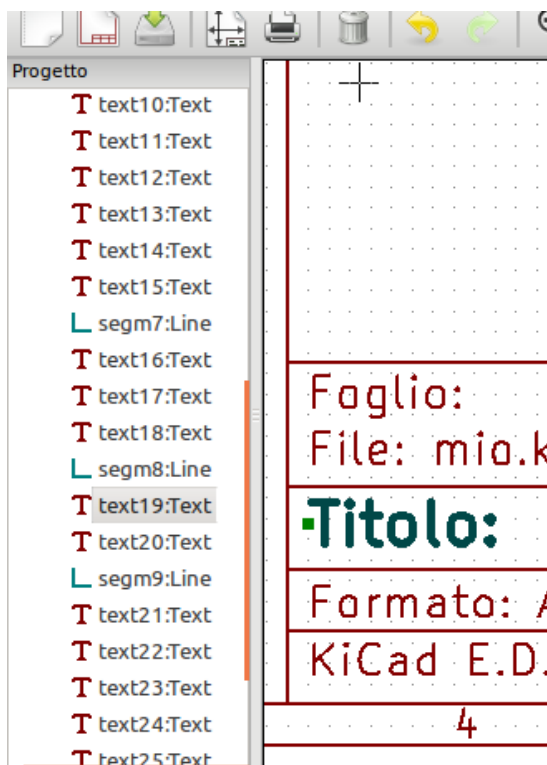 Progetto
text10:Text
text11:Text
text12:Text
text13:Text
text14:Text
text15:Text
segm7:Line
text16:Text
text17:Text
text18:Text
segm8:Line
text19:Text
text20:Text
segm9:Line
text21:Text
text22:Text
text23:Text
text24:Text
text25:Text
Foglio:
File: mio.k
Titolo:
Formato: A
KiCad E.D.
4